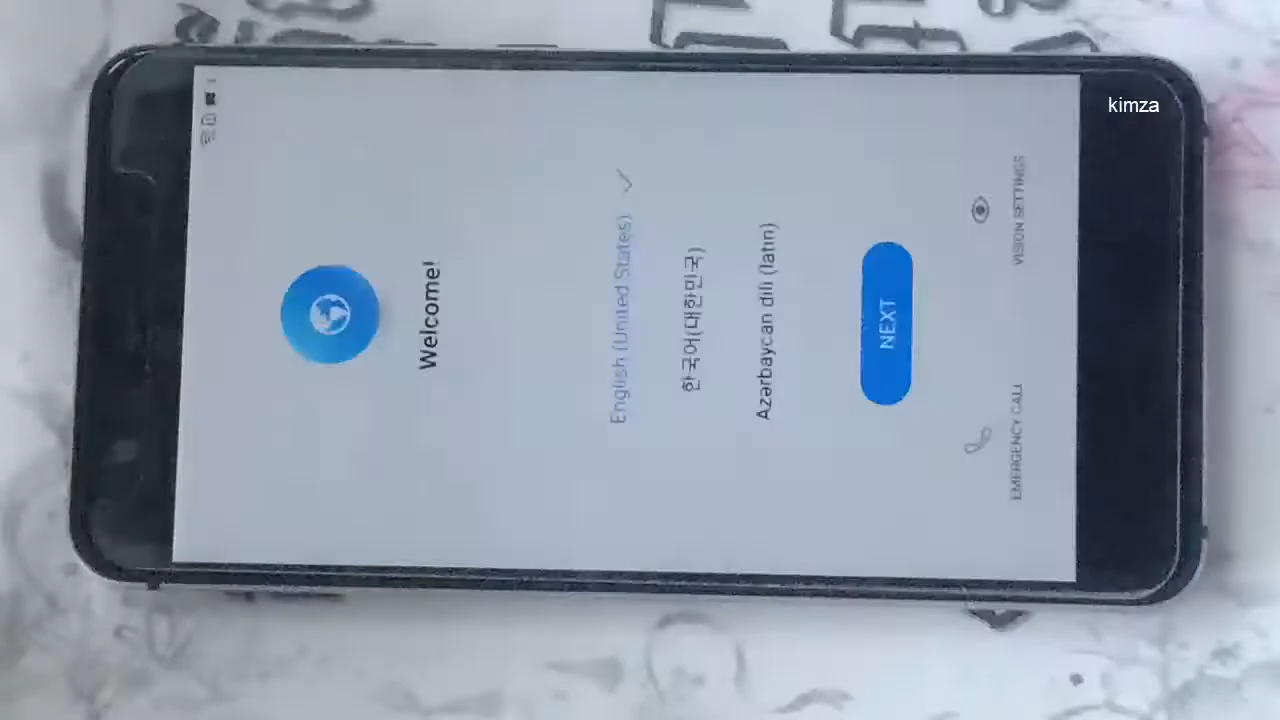 kimza
Welcome!
English (United States)
한국어(대한민국)
Azərbaycan dili (latın)
NEXT
EMERGENCY CALL
VISION SETTINGS